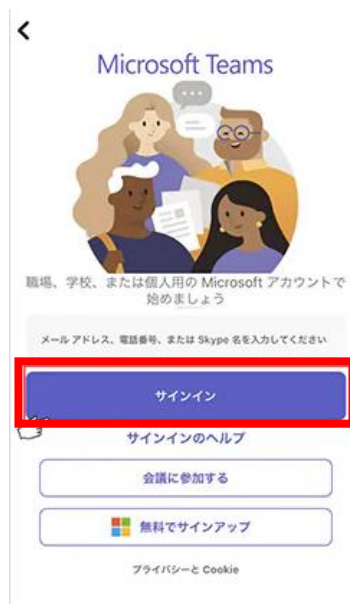 Microsoft Teams
職場、学校、または個人用の Microsoft アカウントで
始めましょう
メール アドレス、電話番号、または Skype 名を入力してください
サインイン
サインインのヘルプ
会議に参加する
無料でサインアップ
プライバシーと Cookie